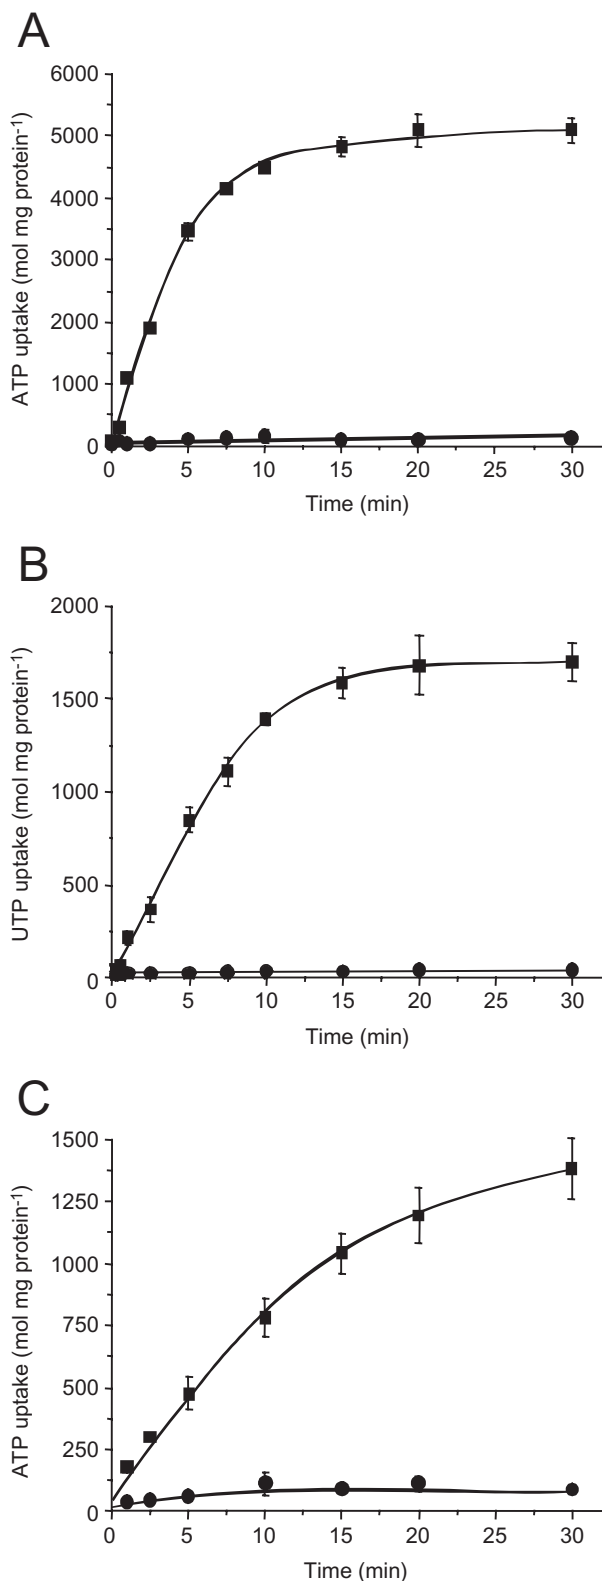 A
6000
5000
4000
3000
2000
1000
0
ATP uptake (mol mg protein-1)
0 5 10 15 20 25 30
Time (min)
B
2000
1500
1000
500
0
UTP uptake (mol mg protein-1)
0 5 10 15 20 25 30
Time (min)
C
1500
1250
1000
750
500
250
0
ATP uptake (mol mg protein-1)
0 5 10 15 20 25 30
Time (min)